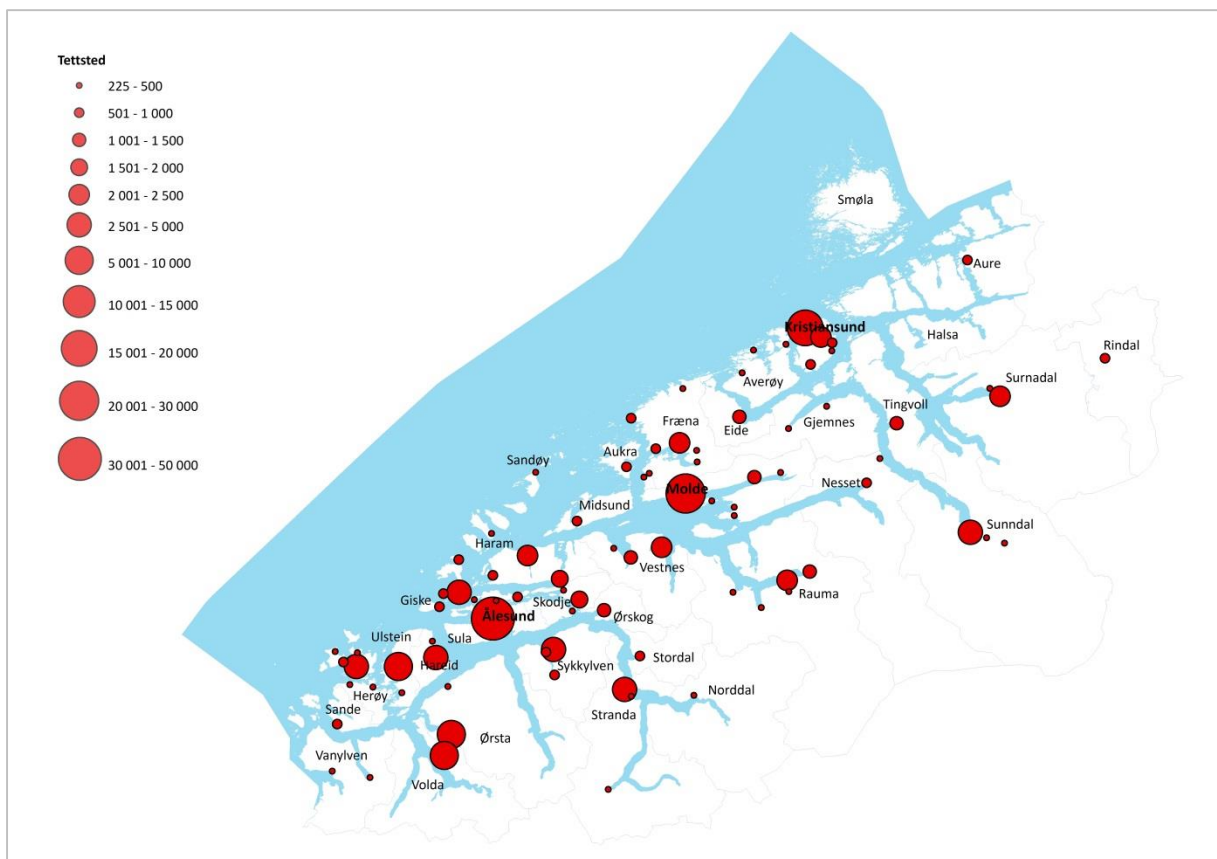 Tettsted
225 - 500
501 - 1 000
1 001 - 1 500
1 501 - 2 000
2 001 - 2 500
2 501 - 5 000
5 001 - 10 000
10 001 - 15 000
15 001 - 20 000
20 001 - 30 000
30 001 - 50 000
Smøla
Aure
Kristiansund
Halsa
Rindal
Averøy
Surnadal
Tingvoll
Fræna
Eide
Gjemnes
Aukra
Sandøy
Molde
Nesset
Midsund
Sunndal
Haram
Vestnes
Rauma
Giske
Skodje
Ørskog
Ålesund
Ulstein
Sula
Hareid
Sykkylven
Stordal
Herøy
Norddal
Sande
Stranda
Ørsta
Vanylven
Volda